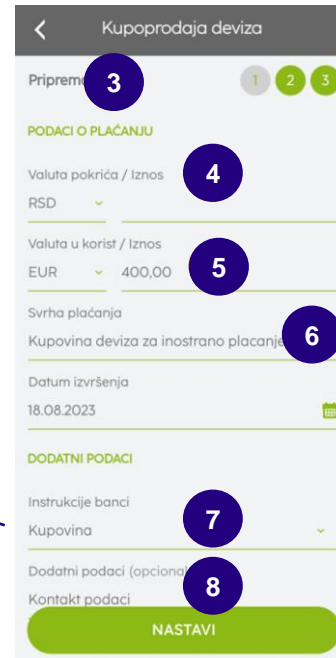 Kupoprodaja deviza
3
1 2 3
PODACI O PLAĆANJU
Valuta pokrića / Iznos
4
RSD
Valuta u korist / Iznos
5
EUR 400,00
Svrha plaćanja
Kupovina deviza za inostrano placanje
6
Datum izvršenja
18.08.2023
DODATNI PODACI
Instrukcije banci
7
Kupovina
Dodatni podaci
8
Kontakt podaci
NASTAVI